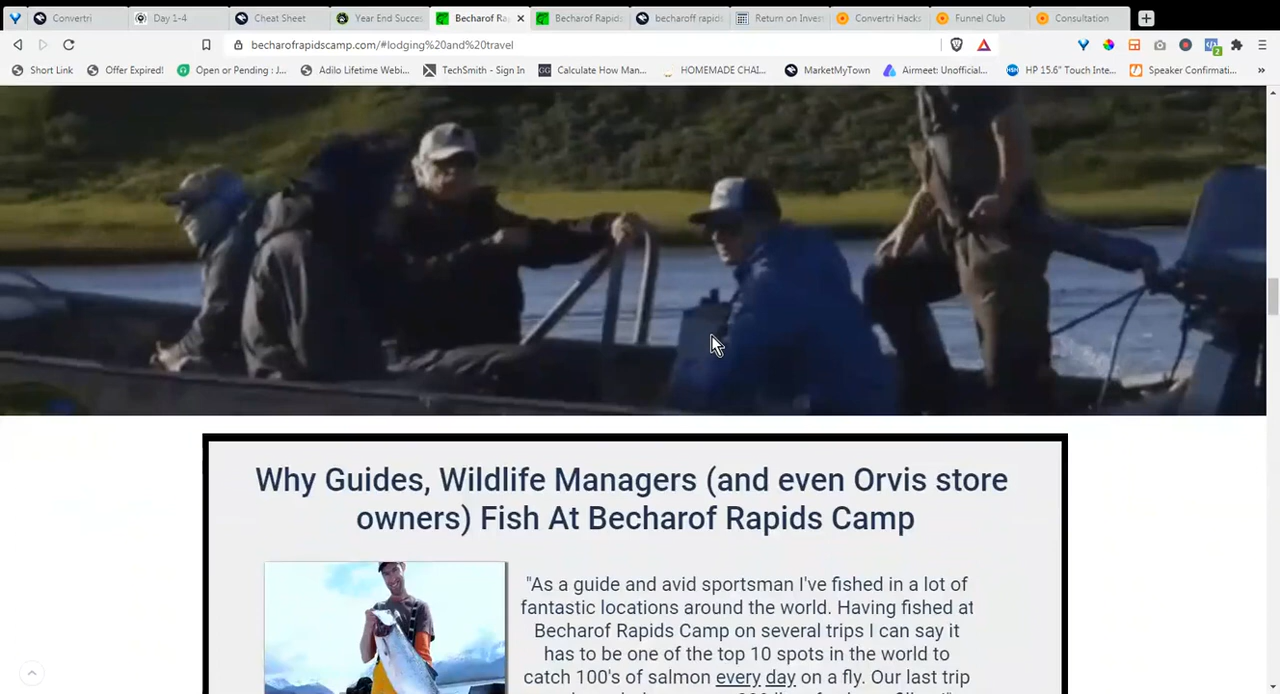 Convertri
Day 1-4
Cheat Sheet
Year End Succes
Becharof Ra
Becharof Rapids
becharoff rapids
Return on Inves
Convertri Hacks
Funnel Club
Consultation
becharofrapidscamp.com/#lodging%20and%20travel
2
Short Link
Offer Expired!
Open or Pending : J...
Adilo Lifetime Webi...
TechSmith - Sign In
GG
Calculate How Man...
HOMEMADE CHAI...
MarketMyTown
Airmeet: Unofficial...
HSN
HP 15.6" Touch Inte...
Speaker Confirmati...
Why Guides, Wildlife Managers (and even Orvis store
owners) Fish At Becharof Rapids Camp
"As a guide and avid sportsman I've fished in a lot of
fantastic locations around the world. Having fished at
Becharof Rapids Camp on several trips I can say it
has to be one of the top 10 spots in the world to
catch 100's of salmon every day on a fly. Our last trip